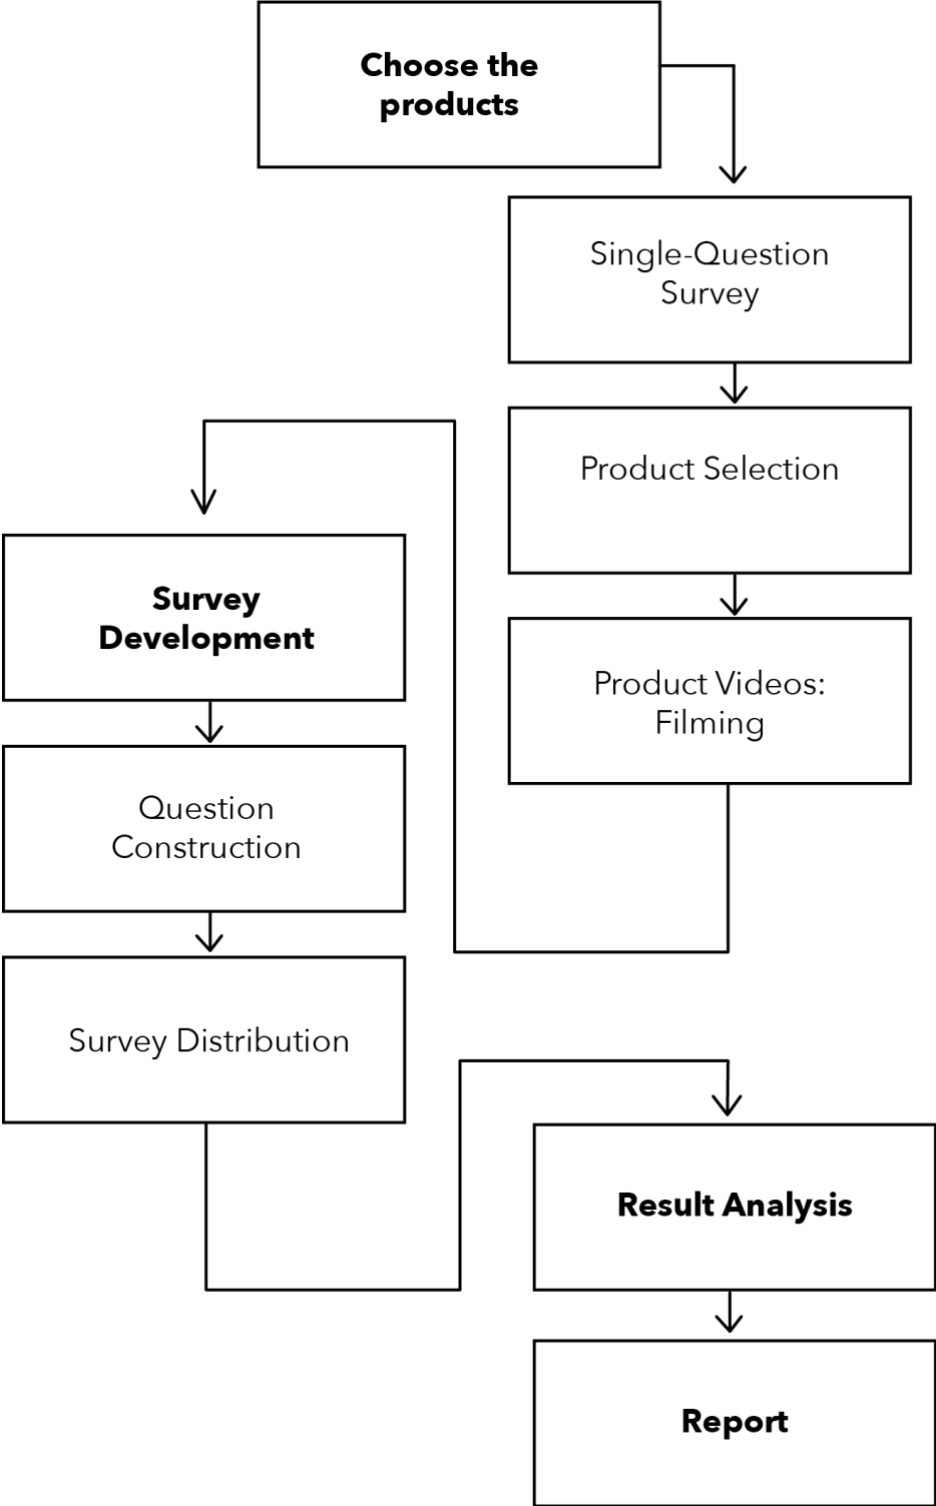 Choose the
products
Single-Question
Survey
Product Selection
Product Videos:
Filming
Survey
Development
Question
Construction
Survey Distribution
Result Analysis
Report